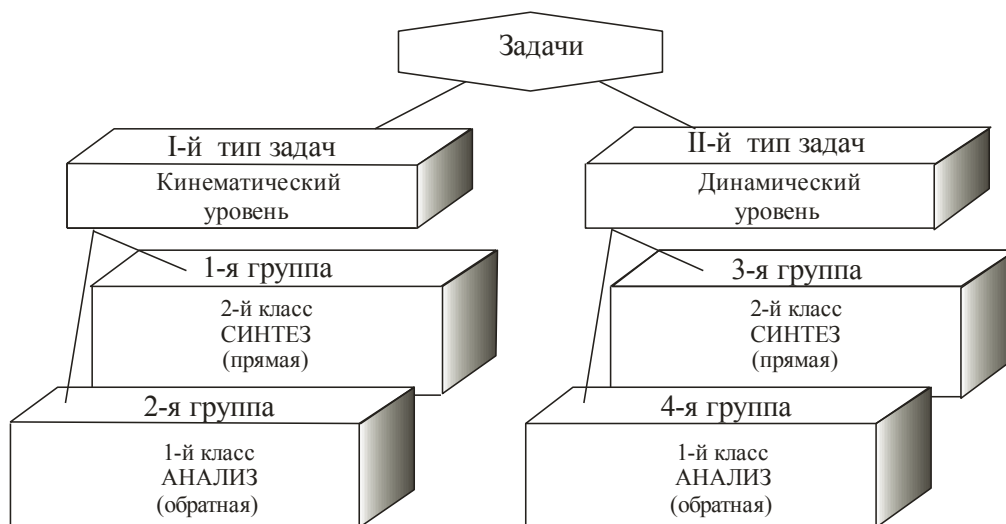 Задачи
I-й тип задач
Кинематический
уровень
1-я группа
2-й класс
СИНТЕЗ
(прямая)
2-я группа
1-й класс
АНАЛИЗ
(обратная)
II-й тип задач
Динамический
уровень
3-я группа
2-й класс
СИНТЕЗ
(прямая)
4-я группа
1-й класс
АНАЛИЗ
(обратная)